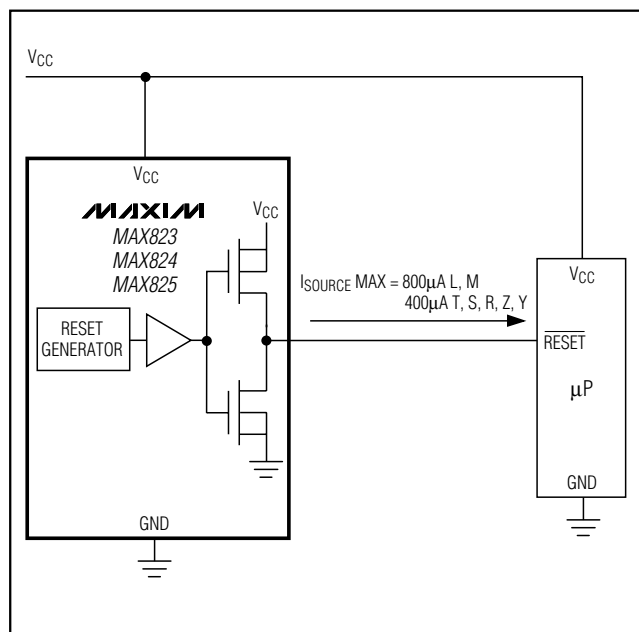 VCC
VCC
MAXIM
MAX823
MAX824
MAX825
VCC
RESET
GENERATOR
GND
ISOURCE MAX = 800µA L, M
400µA T, S, R, Z, Y
VCC
RESET
µP
GND